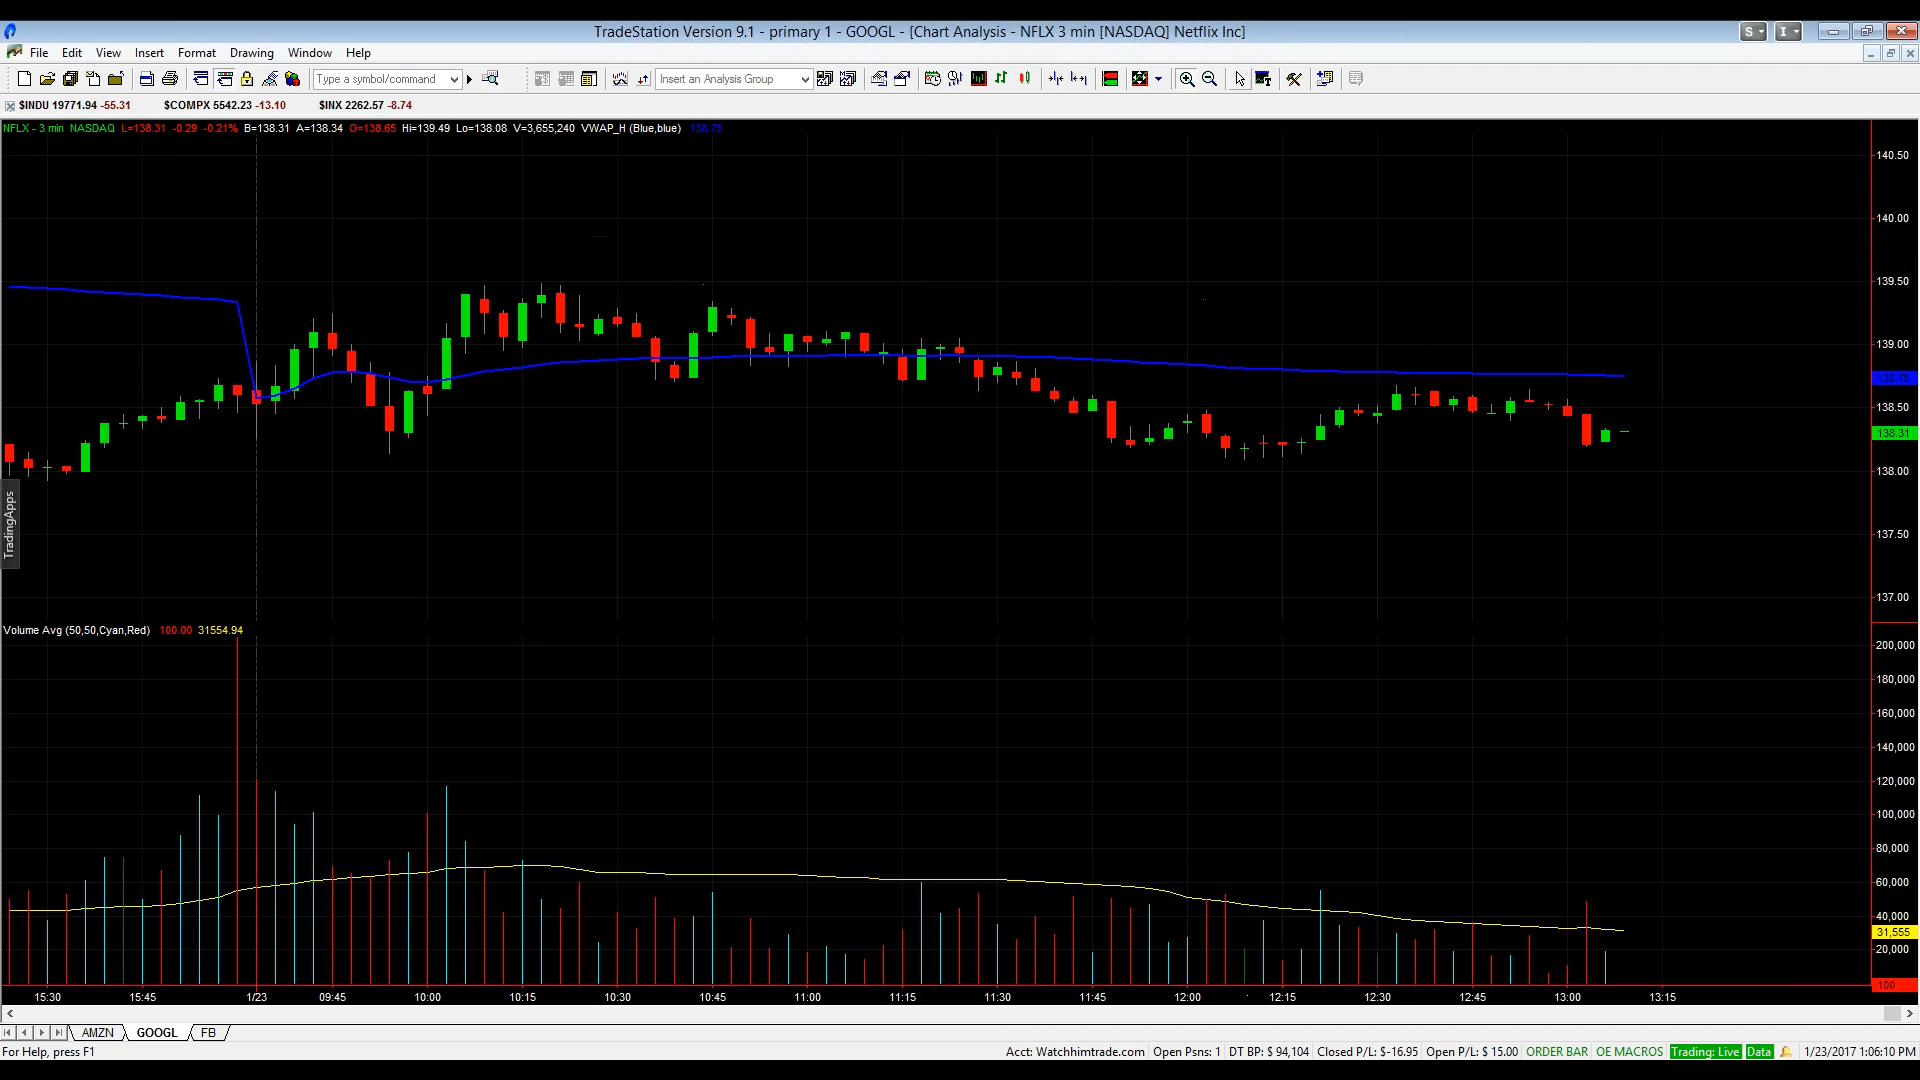 TradeStation Version 9.1 - primary 1 - GOOGL - [Chart Analysis - NFLX 3 min [NASDAQ] Netflix Inc]
S
I
File Edit View Insert Format Drawing Window Help
Type a symbol/command
Insert an Analysis Group
$INDU 19771.94 -55.31 $COMPX 5542.23 -13.10 $INX 2262.57 -8.74
NFLX - 3 min NASDAQ L=138.31 -0.29 -0.21% B=138.31 A=138.34 O=138.65 Hi=139.49 Lo=138.08 V=3,655,240 VWAP_H (Blue,blue) 138.75
140.50
140.00
139.50
139.00
138.75
138.50
138.31
138.00
137.50
137.00
TradingApps
Volume Avg (50,50,Cyan,Red) 100.00 31554.94
200,000
180,000
160,000
140,000
120,000
100,000
80,000
60,000
40,000
31,555
20,000
100
15:30 15:45 1/23 09:45 10:00 10:15 10:30 10:45 11:00 11:15 11:30 11:45 12:00 12:15 12:30 12:45 13:00 13:15
AMZN GOOGL FB
For Help, press F1
Acct: Watchhimtrade.com Open Psns: 1 DT BP: $ 94,104 Closed P/L: $-16.95 Open P/L: $ 15.00 ORDER BAR OE MACROS Trading: Live Data 1/23/2017 1:06:10 PM